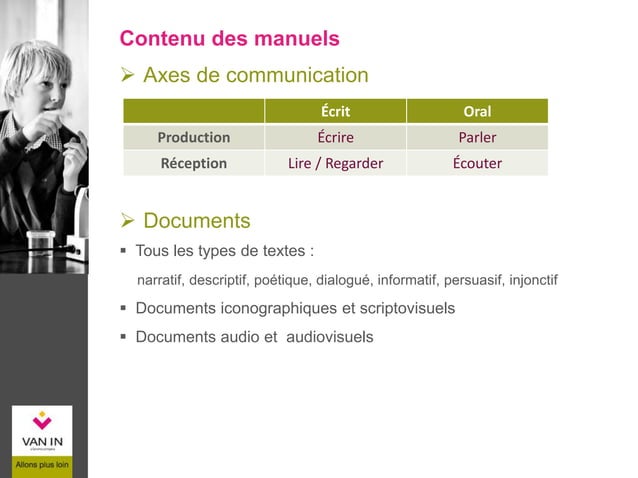 Contenu des manuels
➢ Axes de communication
Écrit Oral
Production Écrire Parler
Réception Lire / Regarder Écouter
➢ Documents
▪ Tous les types de textes :
narratif, descriptif, poétique, dialogué, informatif, persuasif, injonctif
▪ Documents iconographiques et scriptovisuels
▪ Documents audio et audiovisuels
VAN IN
Allons plus loin